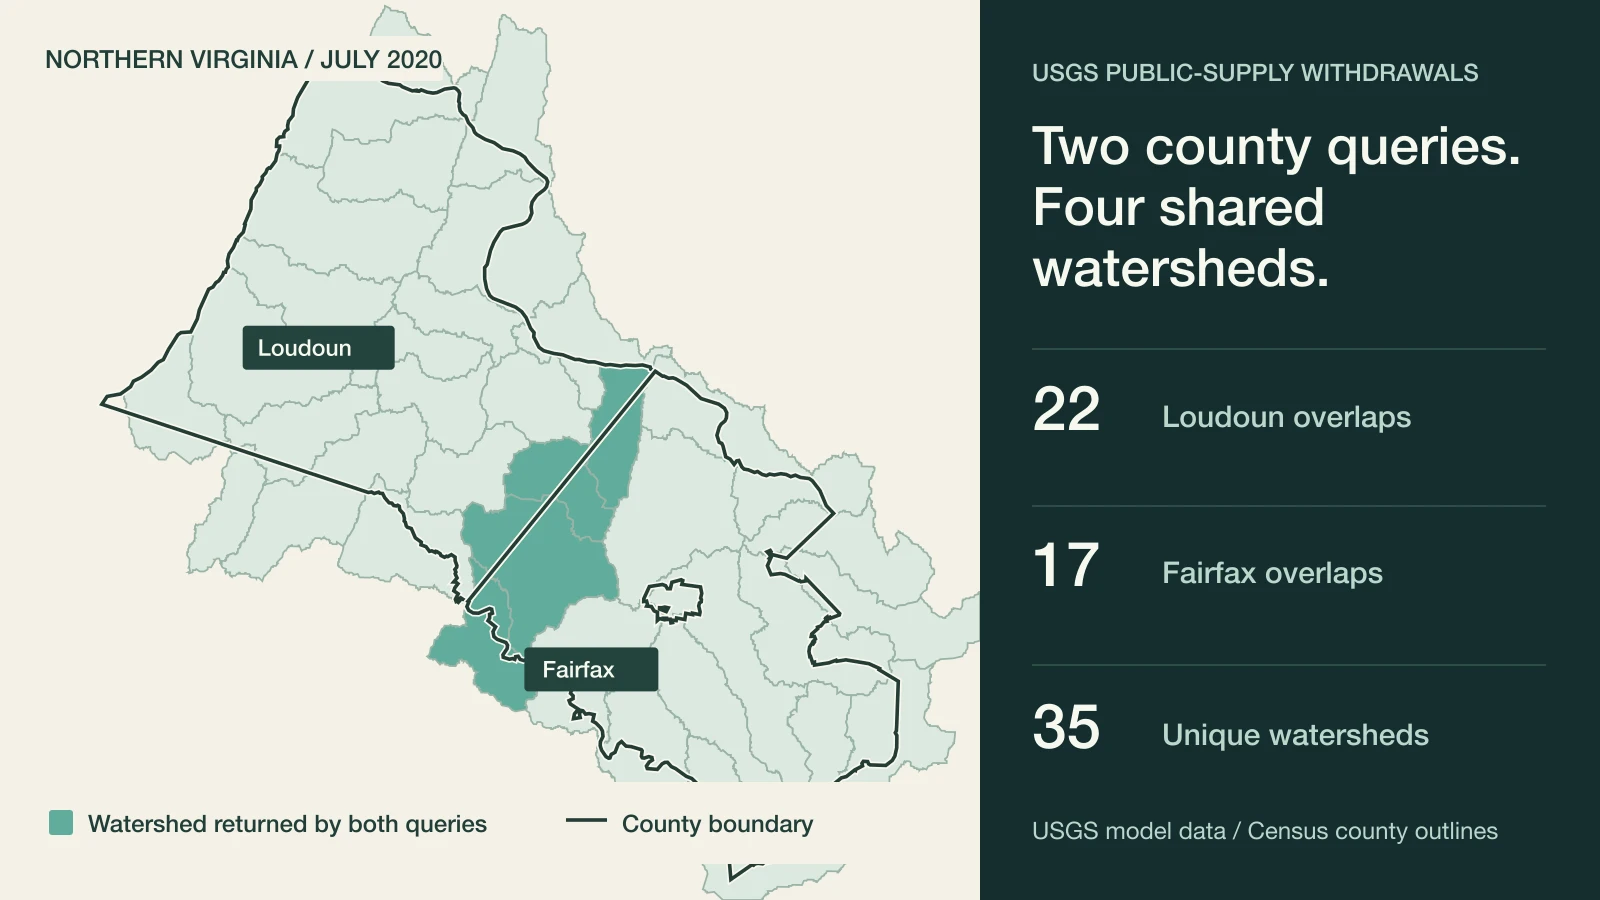 NORTHERN VIRGINIA / JULY 2020
Loudoun
Fairfax
Watershed returned by both queries
County boundary
USGS PUBLIC-SUPPLY WITHDRAWALS
Two county queries.
Four shared
watersheds.
22 Loudoun overlaps
17 Fairfax overlaps
35 Unique watersheds
USGS model data / Census county outlines